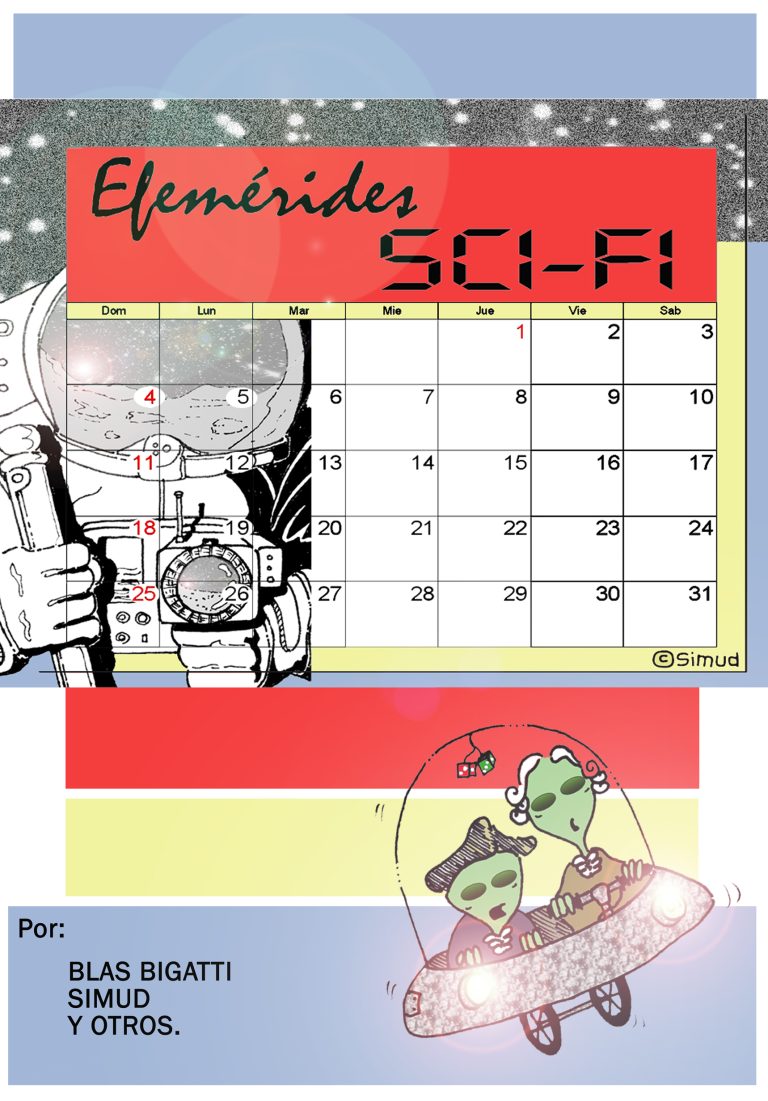 Efemérides
SCI-FI
Dom Lun Mar Mie Jue Vie Sab
1 2 3
4 5 6 7 8 9 10
11 12 13 14 15 16 17
18 19 20 21 22 23 24
25 26 27 28 29 30 31
©Simud
Por:
BLAS BIGATTI
SIMUD
Y OTROS.